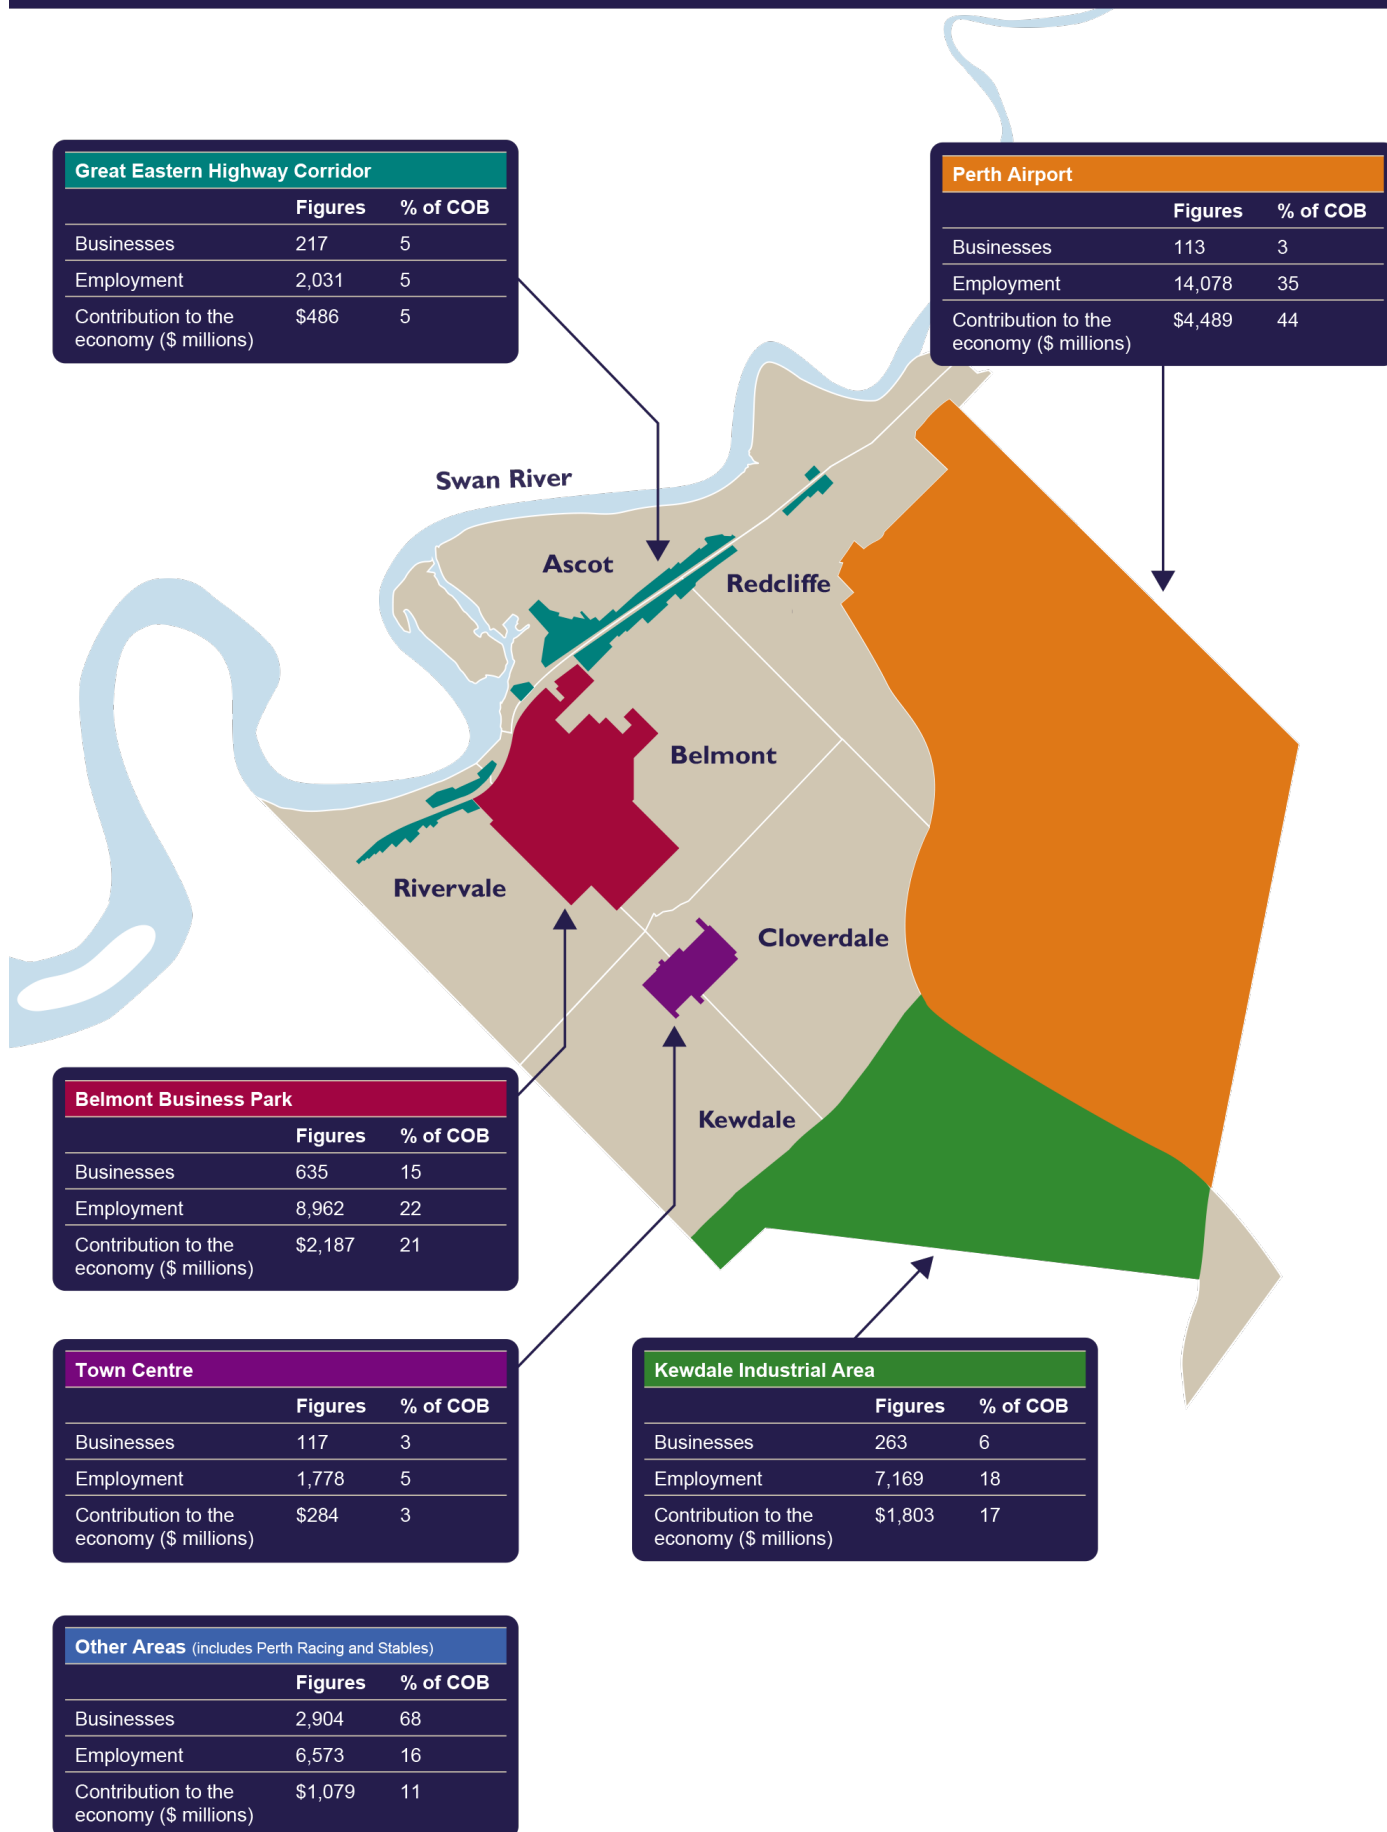 Great Eastern Highway Corridor
Figures % of COB
Businesses 217 5
Employment 2,031 5
Contribution to the $486 5
economy ($ millions)
Perth Airport
Figures % of COB
Businesses 113 3
Employment 14,078 35
Contribution to the $4,489 44
economy ($ millions)
Swan River
Ascot
Redcliffe
Belmont
Rivervale
Cloverdale
Kewdale
Belmont Business Park
Figures % of COB
Businesses 635 15
Employment 8,962 22
Contribution to the $2,187 21
economy ($ millions)
Town Centre
Figures % of COB
Businesses 117 3
Employment 1,778 5
Contribution to the $284 3
economy ($ millions)
Kewdale Industrial Area
Figures % of COB
Businesses 263 6
Employment 7,169 18
Contribution to the $1,803 17
economy ($ millions)
Other Areas (includes Perth Racing and Stables)
Figures % of COB
Businesses 2,904 68
Employment 6,573 16
Contribution to the $1,079 11
economy ($ millions)